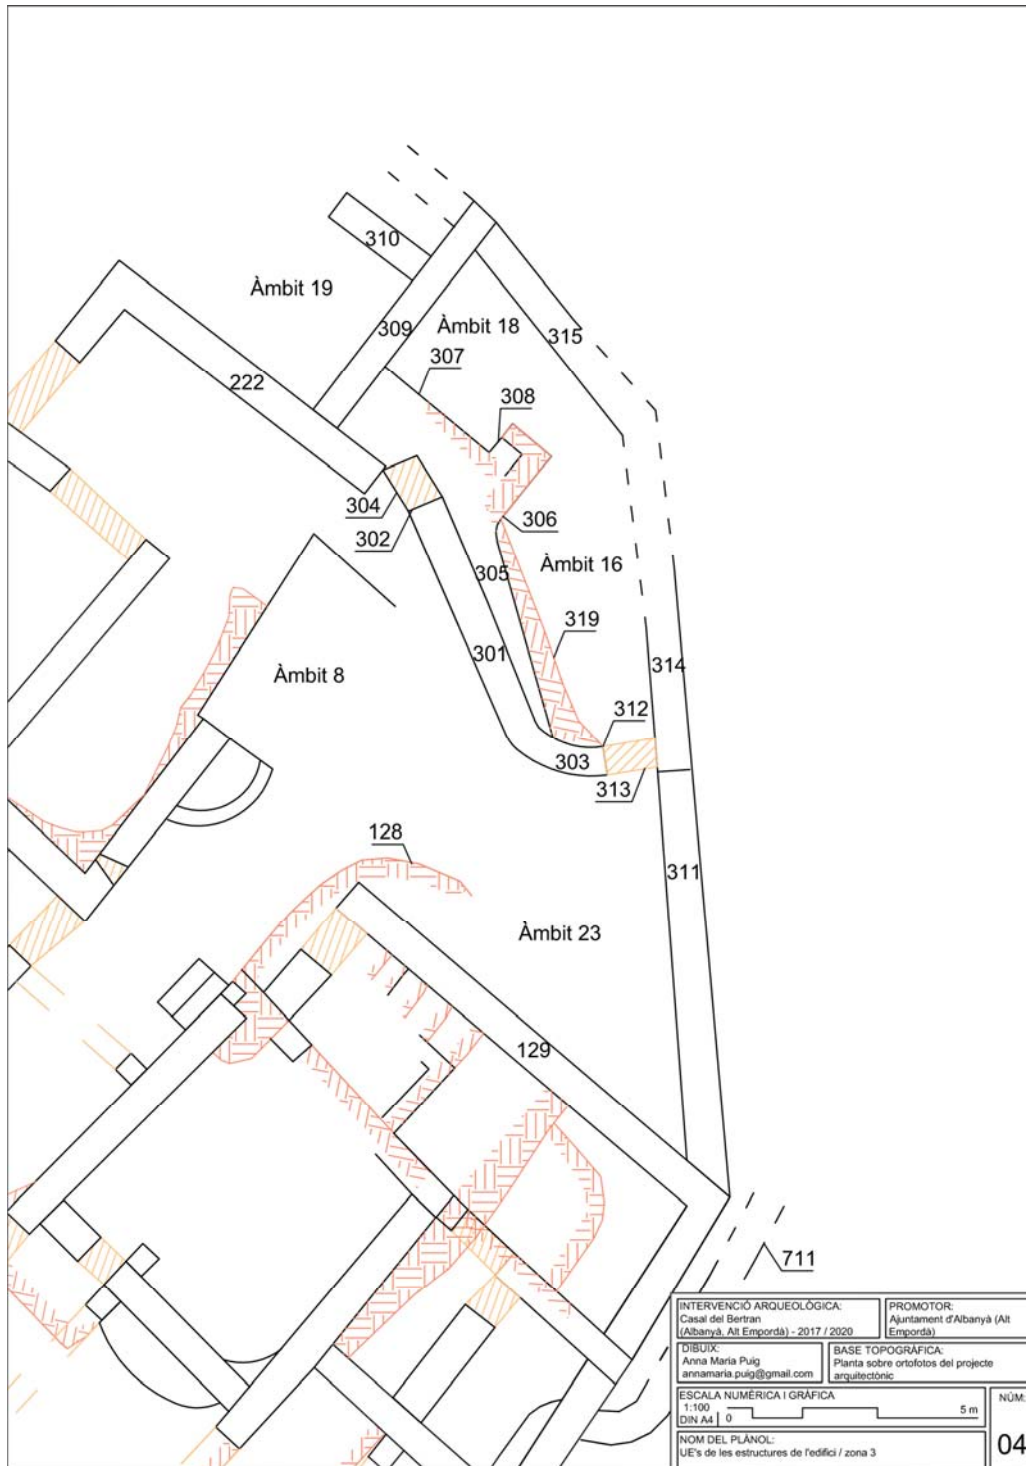 310
Àmbit 19
309
Àmbit 18
315
307
222
308
304
302
306
305
Àmbit 16
319
301
Àmbit 8
314
312
303
313
128
311
Àmbit 23
129
711
INTERVENCIÓ ARQUEOLÒGICA:
Casal del Bertran
(Albanyà, Alt Empordà) - 2017 / 2020
PROMOTOR:
Ajuntament d'Albanyà (Alt
Empordà)
DIBUIX:
Anna Maria Puig
annamaria.puig@gmail.com
BASE TOPOGRÀFICA:
Planta sobre ortofotos del projecte
arquitectònic
ESCALA NUMÈRICA I GRÀFICA
1:100
DIN A4
0
5 m
NÚM:
04
NOM DEL PLÀNOL:
UE's de les estructures de l'edifici / zona 3